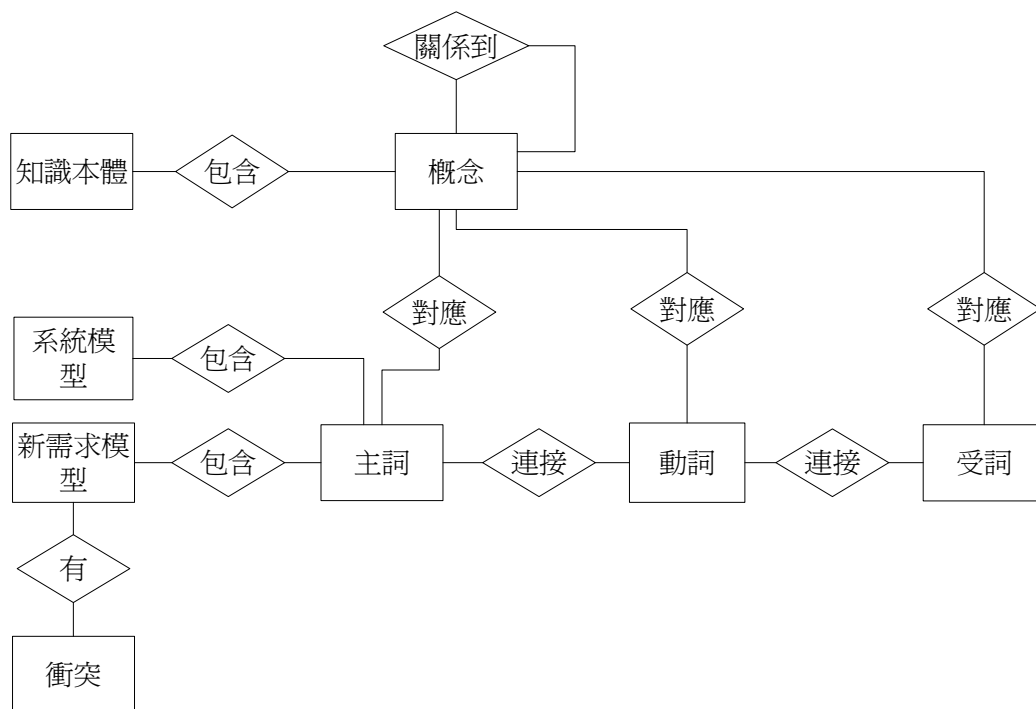 關係到
知識本體
包含
概念
對應
對應
對應
系統模
型
包含
新需求模
型
包含
主詞
連接
動詞
連接
受詞
有
衝突